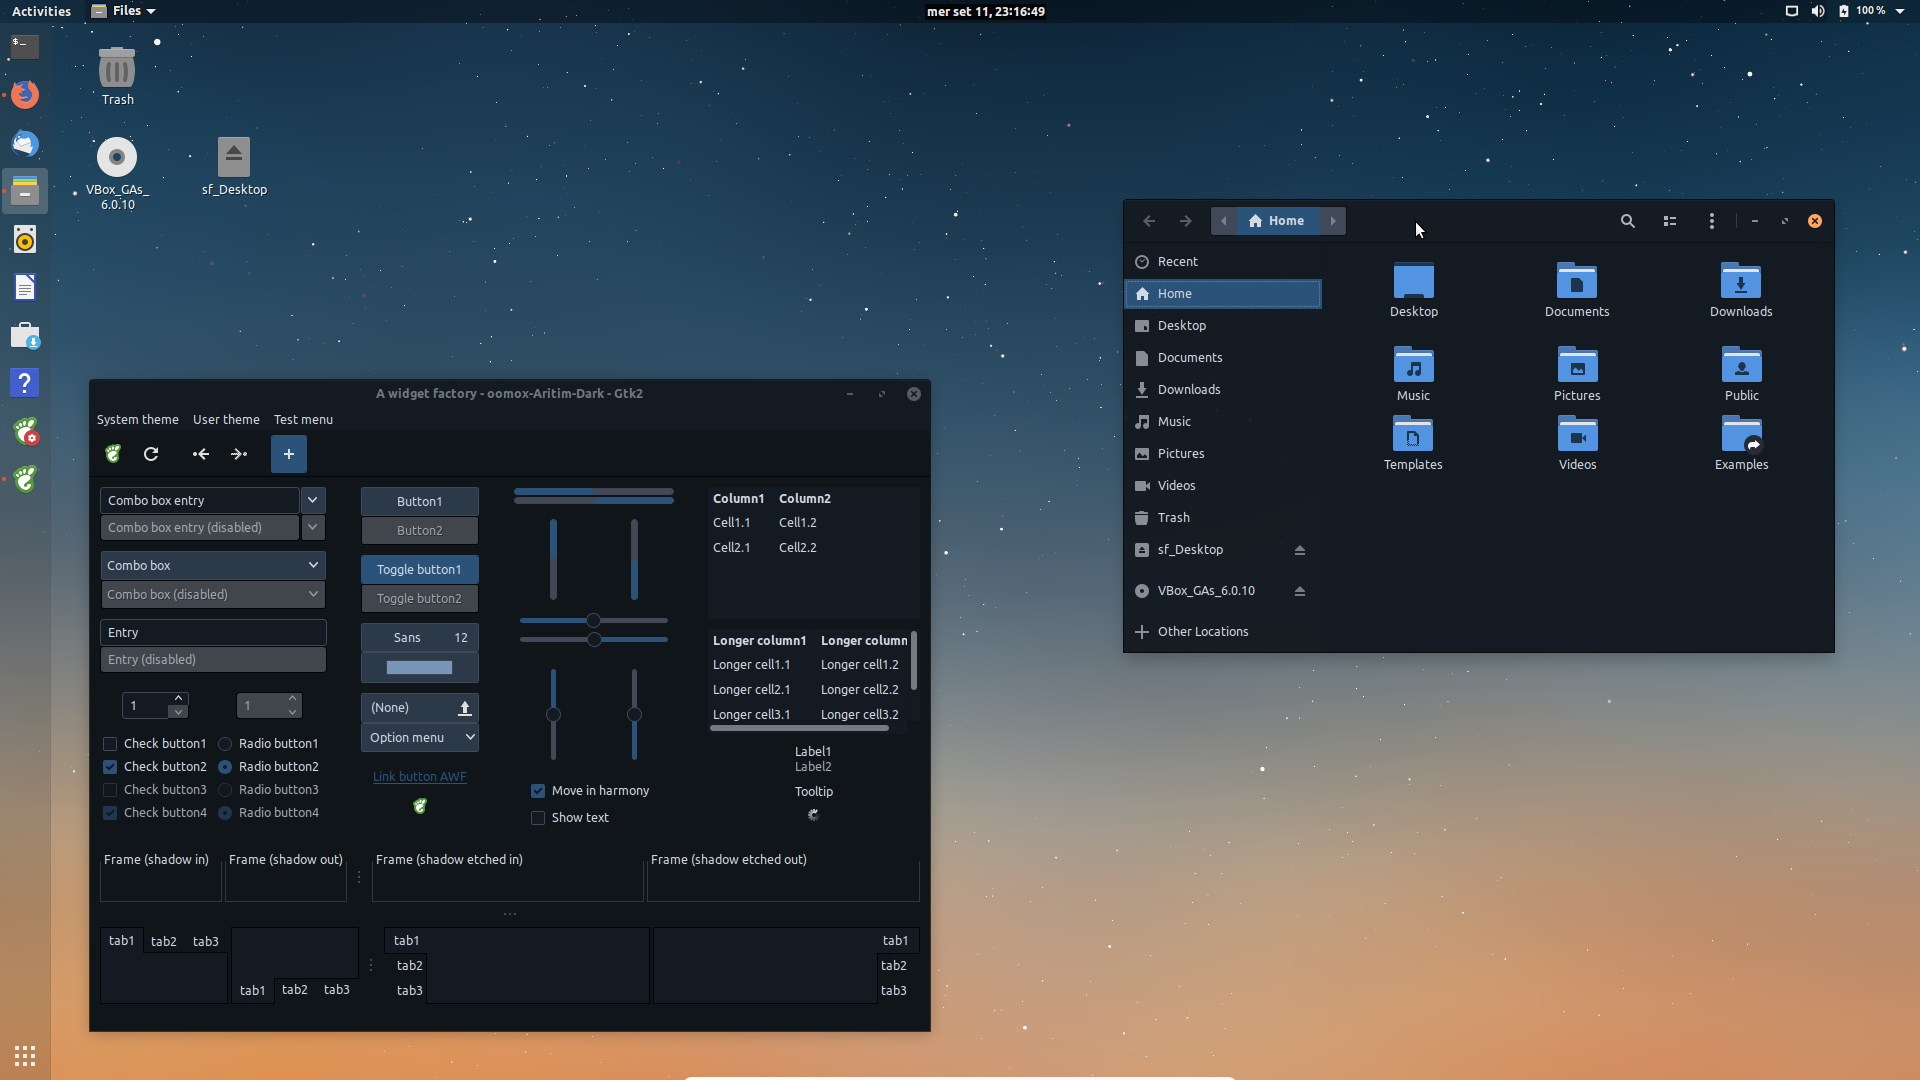 Activities
Files
mer set 11, 23:16:49
100 %
Trash
VBox_GAs_
6.0.10
sf_Desktop
Home
Recent
Home
Desktop
Documents
Downloads
Music
Pictures
Videos
Trash
sf_Desktop
VBox_GAs_6.0.10
Other Locations
Desktop
Documents
Downloads
Music
Pictures
Public
Templates
Videos
Examples
A widget factory - oomox-Aritim-Dark - Gtk2
System theme User theme Test menu
Combo box entry
Combo box entry (disabled)
Combo box
Combo box (disabled)
Entry
Entry (disabled)
1
1
Check button1 Radio button1
Check button2 Radio button2
Check button3 Radio button3
Check button4 Radio button4
Button1
Button2
Toggle button1
Toggle button2
Sans 12
(None)
Option menu
Link button AWF
Move in harmony
Show text
Column1 Column2
Cell1.1 Cell1.2
Cell2.1 Cell2.2
Longer column1 Longer column
Longer cell1.1 Longer cell1.2
Longer cell2.1 Longer cell2.2
Longer cell3.1 Longer cell3.2
Label1
Label2
Tooltip
Frame (shadow in) Frame (shadow out) Frame (shadow etched in) Frame (shadow etched out)
tab1 tab2 tab3
tab1 tab2 tab3
tab1
tab2
tab3
tab1
tab2
tab3